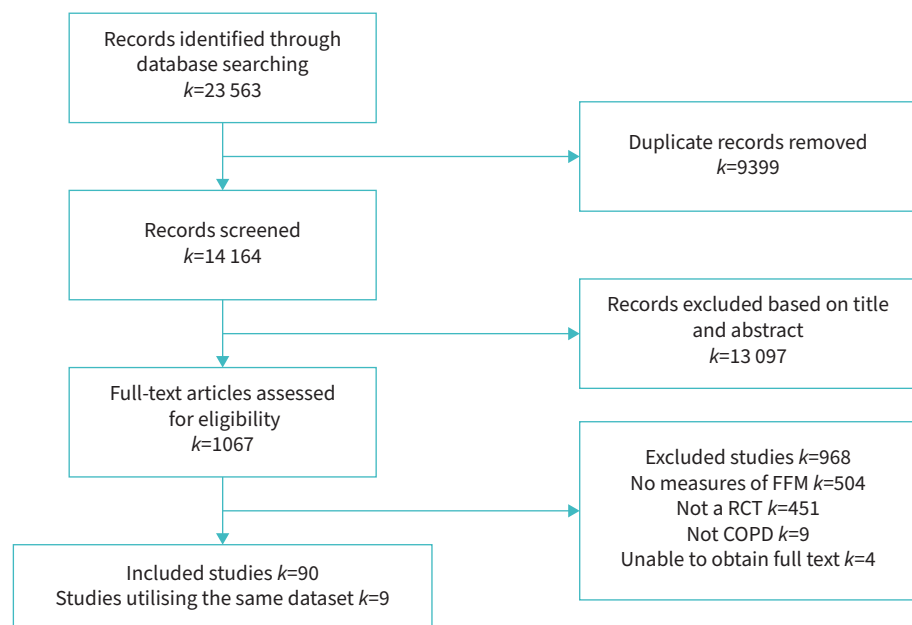 Records identified through
database searching
k=23 563
Duplicate records removed
k=9399
Records screened
k=14 164
Records excluded based on title
and abstract
k=13 097
Full-text articles assessed
for eligibility
k=1067
Excluded studies k=968
No measures of FFM k=504
Not a RCT k=451
Not COPD k=9
Unable to obtain full text k=4
Included studies k=90
Studies utilising the same dataset k=9